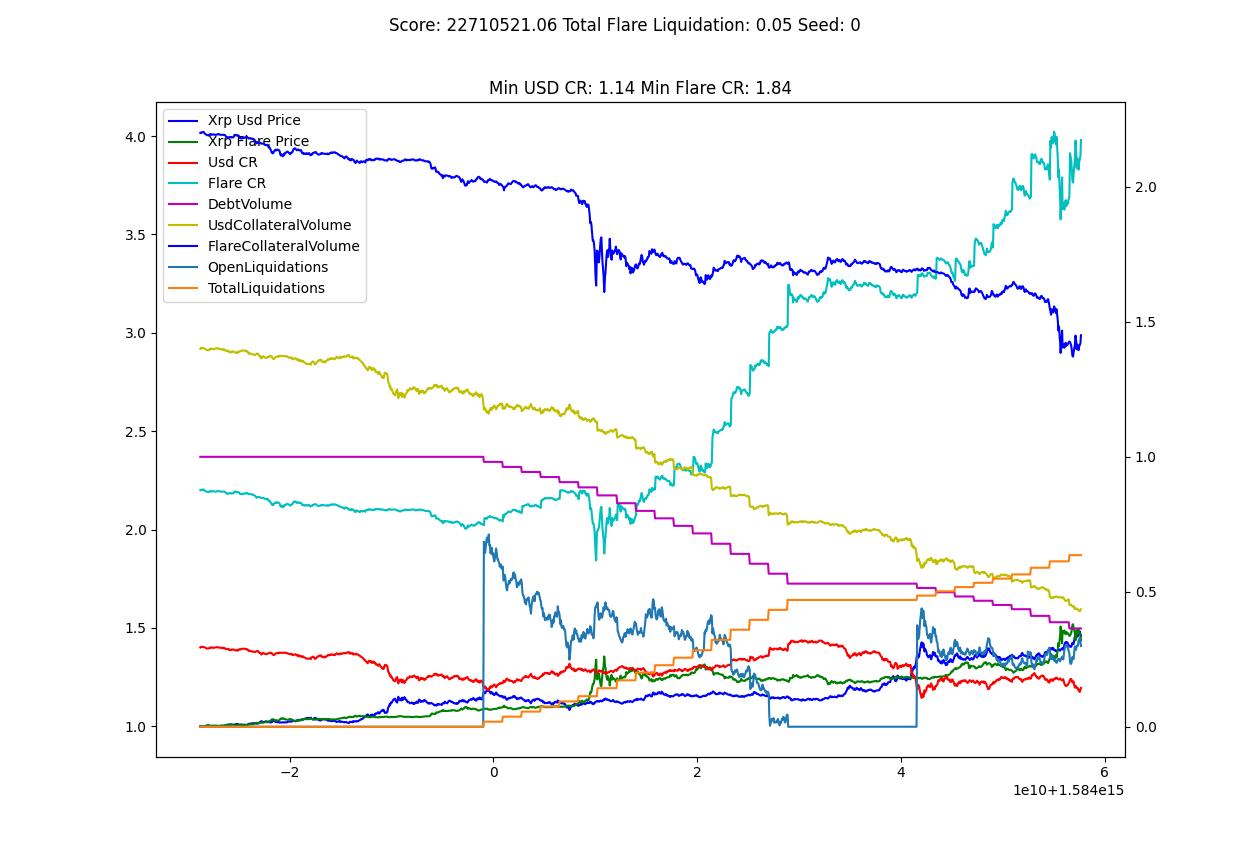 Score: 22710521.06 Total Flare Liquidation: 0.05 Seed: 0
Min USD CR: 1.14 Min Flare CR: 1.84
Xrp Usd Price
Xrp Flare Price
Usd CR
Flare CR
DebtVolume
UsdCollateralVolume
FlareCollateralVolume
OpenLiquidations
TotalLiquidations
4.0
3.5
3.0
2.5
2.0
1.5
1.0
2.0
1.5
1.0
0.5
0.0
−2
0
2
4
6
1e10+1.584e15